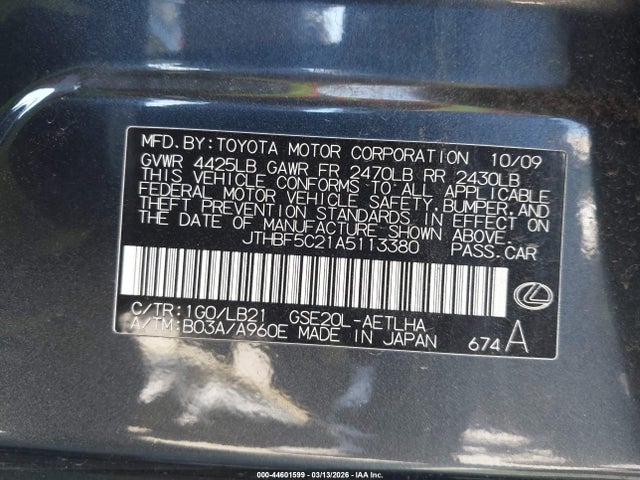 MFD.BY:TOYOTA MOTOR CORPORATION 10/09
GVWR 4425LB GAWR FR 2470LB RR 2430LB
THIS VEHICLE CONFORMS TO ALL APPLICABLE
FEDERAL MOTOR VEHICLE SAFETY,BUMPER,AND
THEFT PREVENTION STANDARDS IN EFFECT ON
THE DATE OF MANUFACTURE SHOWN ABOVE.
JTHBF5C21A5113380 PASS.CAR
C/TR:1G0/LB21 GSE20L-AETLHA
A/TM:B03A/A960E MADE IN JAPAN 674 A
000-44601599 - 03/13/2026 - IAA Inc.